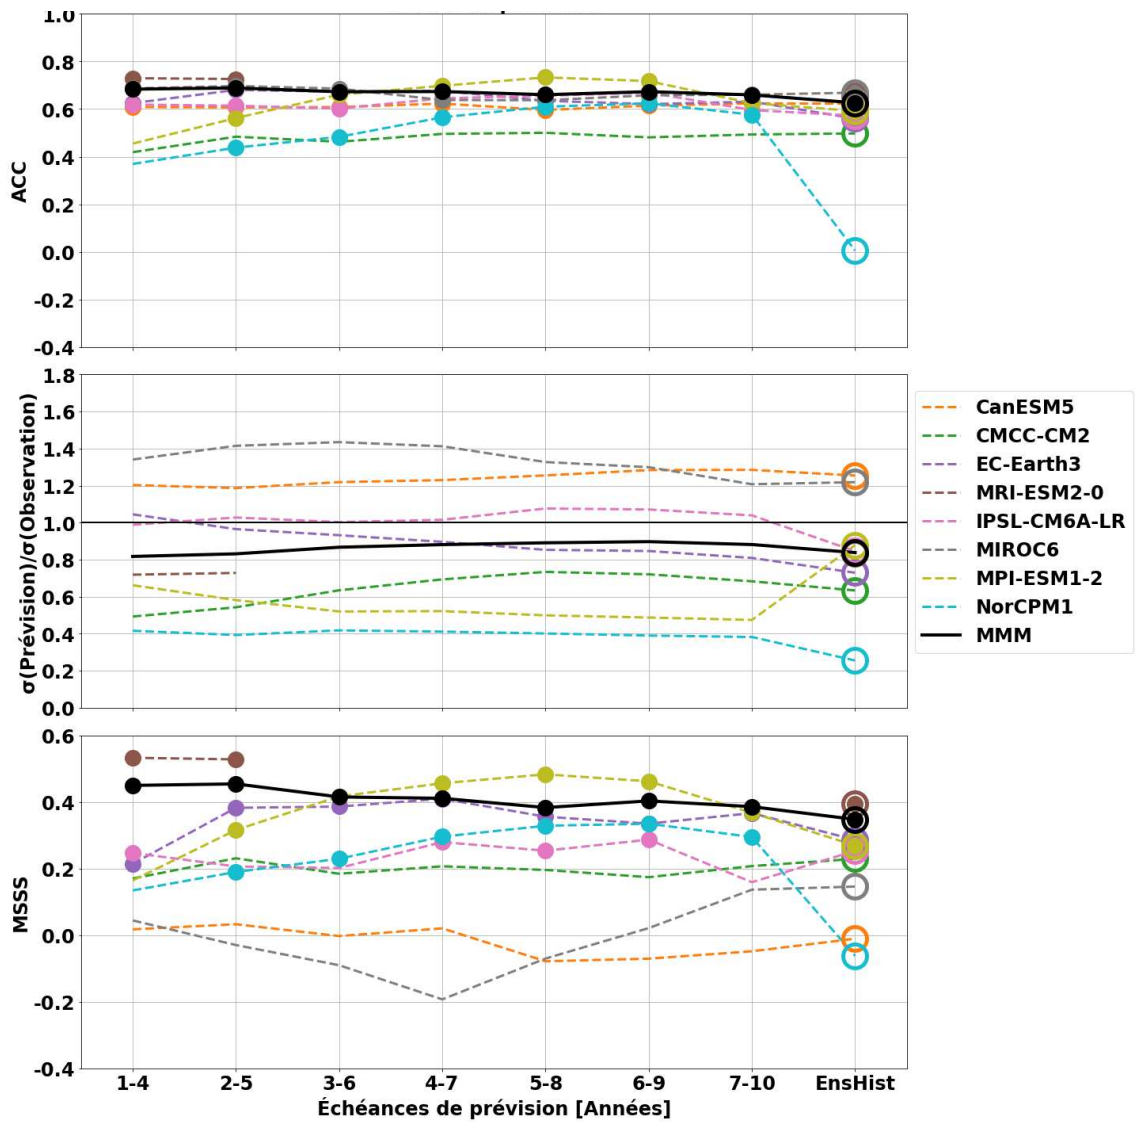 1.0
0.8
0.6
0.4
0.2
0.0
-0.2
-0.4
ACC
1.8
1.6
1.4
1.2
1.0
0.8
0.6
0.4
0.2
0.0
σ(Prévision)/σ(Observation)
CanESM5
CMCC-CM2
EC-Earth3
MRI-ESM2-0
IPSL-CM6A-LR
MIROC6
MPI-ESM1-2
NorCPM1
MMM
0.6
0.4
0.2
0.0
-0.2
-0.4
MSSS
1-4 2-5 3-6 4-7 5-8 6-9 7-10 EnsHist
Échéances de prévision [Années]